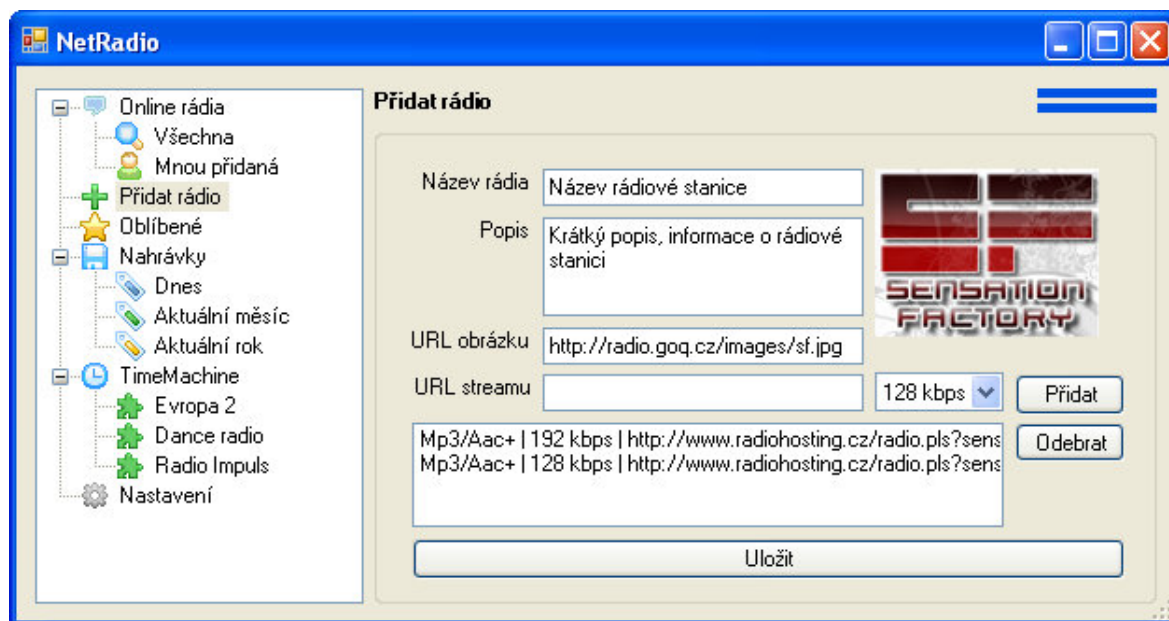 NetRadio
Online rádia
Všechna
Mnou přidaná
Přidat rádio
Oblíbené
Nahrávky
Dnes
Aktuální měsíc
Aktuální rok
TimeMachine
Evropa 2
Dance radio
Radio Impuls
Nastavení
Přidat rádio
Název rádia
Název rádiové stanice
Popis
Krátký popis, informace o rádiové
stanici
SENSATION
FACTORY
URL obrázku
http://radio.goq.cz/images/sf.jpg
URL streamu
128 kbps
Přidat
Mp3/Aac+ | 192 kbps | http://www.radiohosting.cz/radio.pls?sens
Mp3/Aac+ | 128 kbps | http://www.radiohosting.cz/radio.pls?sens
Odebrat
Uložit